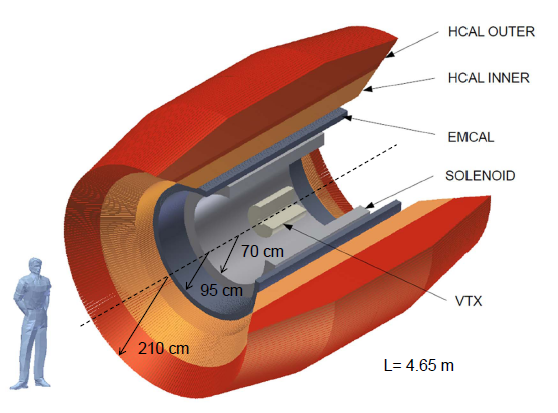 HCAL OUTER
HCAL INNER
EMCAL
SOLENOID
70 cm
95 cm
VTX
210 cm
L= 4.65 m